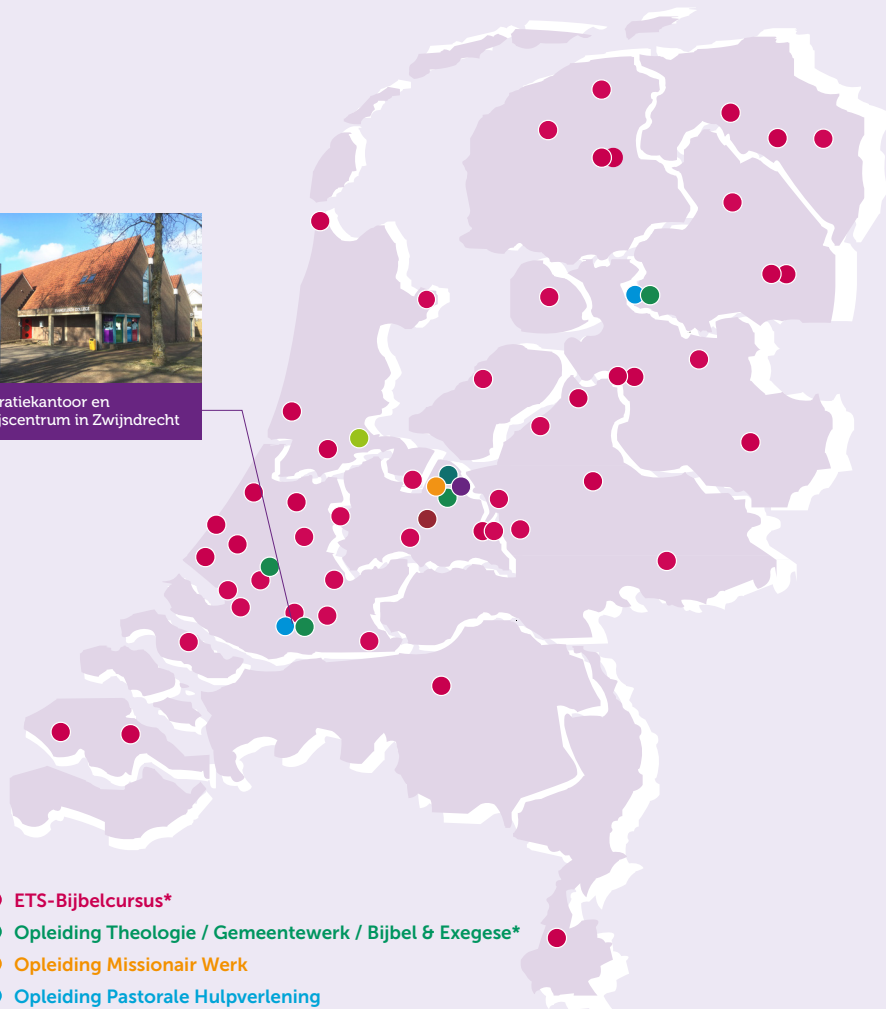 ratiekantoor en
jscentrum in Zwijndrecht
ETS-Bijbelcursus*
Opleiding Theologie / Gemeentewerk / Bijbel & Exegese*
Opleiding Missionair Werk
Opleiding Pastorale Hulpverlening